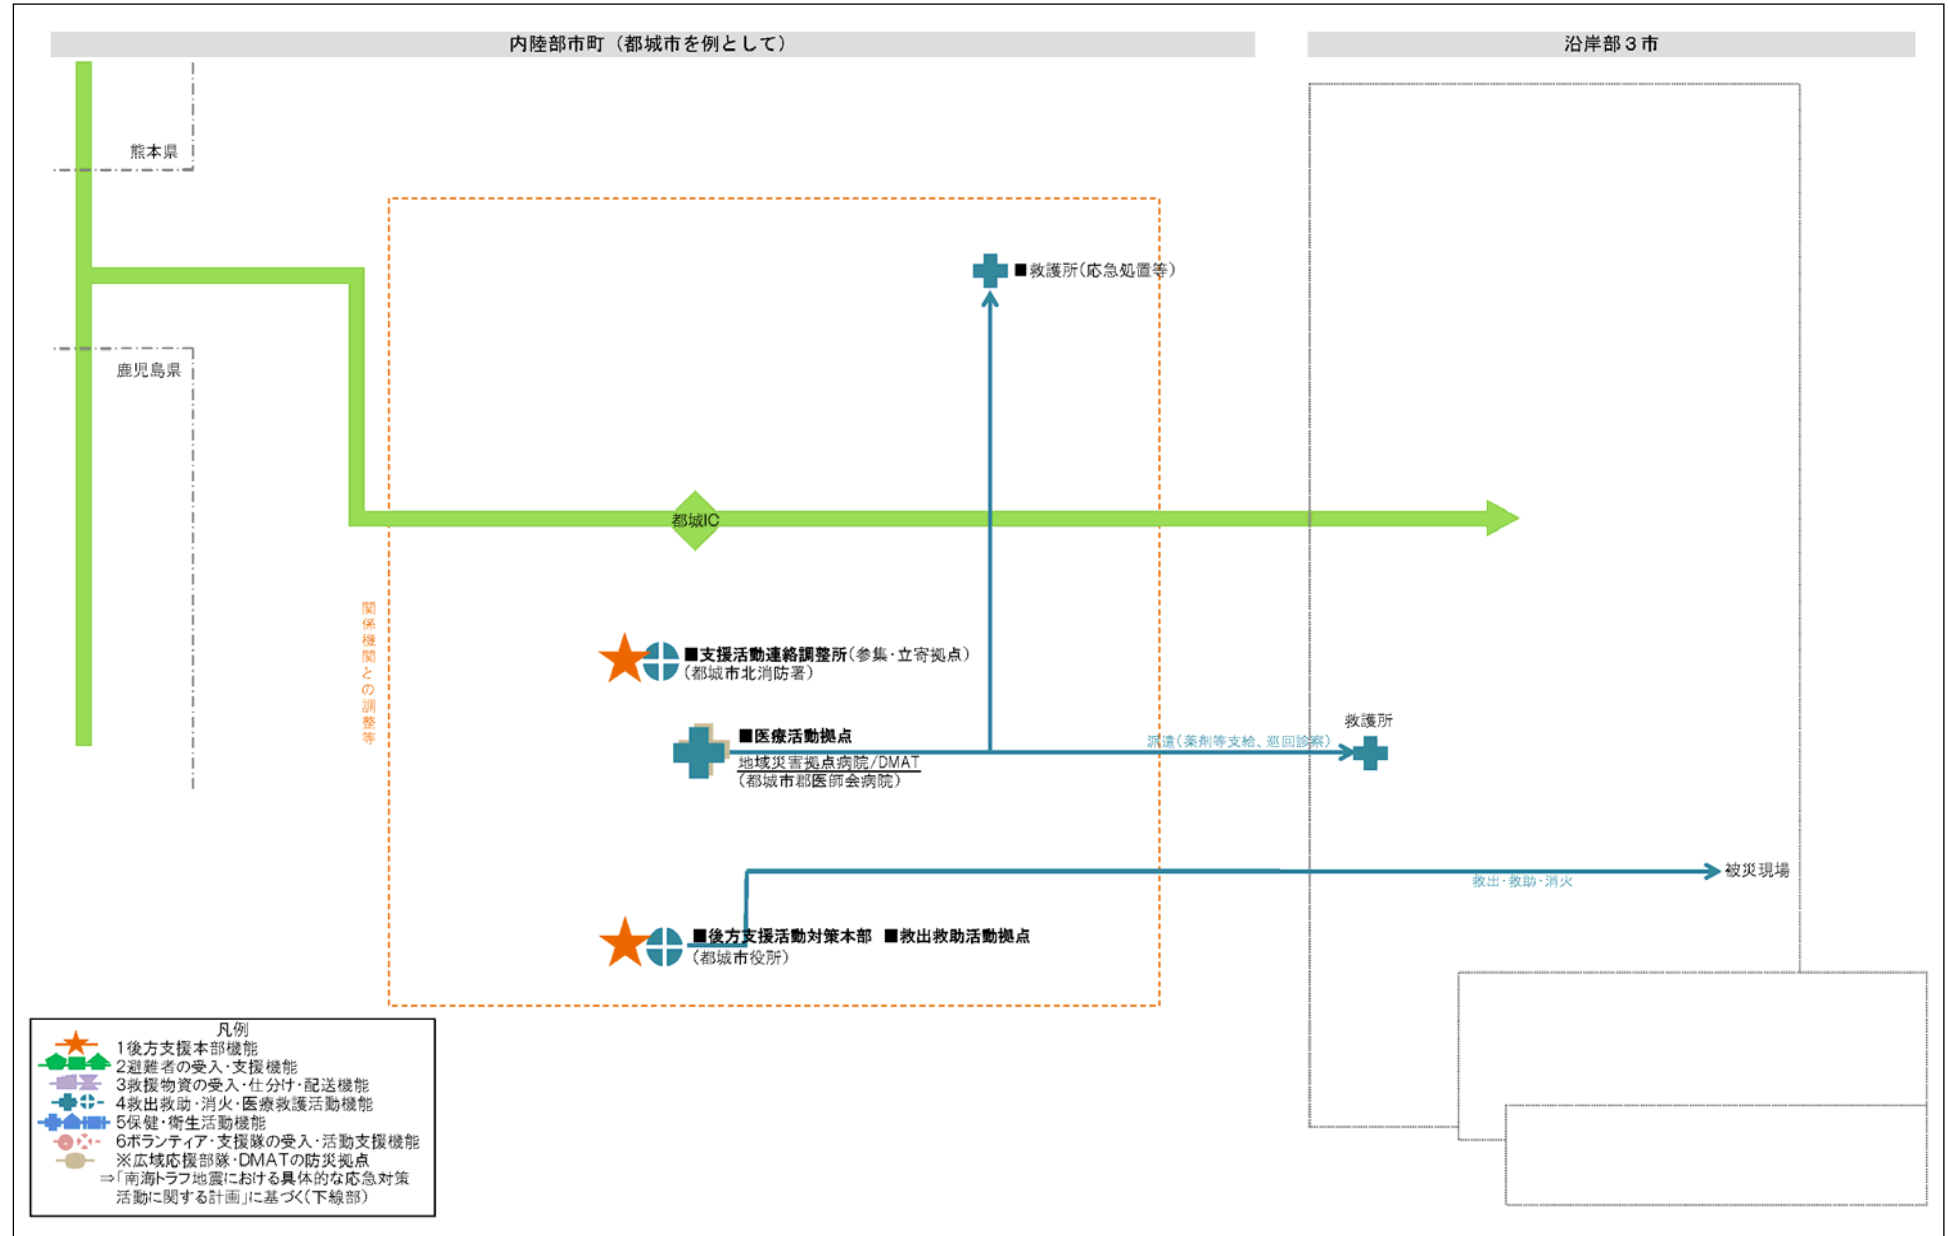 内陸部市町（都城市を例として）
沿岸部３市
熊本県
■救護所(応急処置等)
鹿児島県
都城IC
関係機関との調整等
■支援活動連絡調整所(参集・立寄拠点)
(都城市北消防署)
■医療活動拠点
地域災害拠点病院/DMAT
(都城市郡医師会病院)
派遣(薬剤等支給、巡回診察)
救護所
被災現場
救出・救助・消火
■後方支援活動対策本部 ■救出救助活動拠点
(都城市役所)
凡例
1後方支援本部機能
2避難者の受入・支援機能
3救援物資の受入・仕分け・配送機能
4救出救助・消火・医療救護活動機能
5保健・衛生活動機能
6ボランティア・支援隊の受入・活動支援機能
※広域応援部隊・DMATの防災拠点
⇒「南海トラフ地震における具体的な応急対策
活動に関する計画」に基づく(下線部)